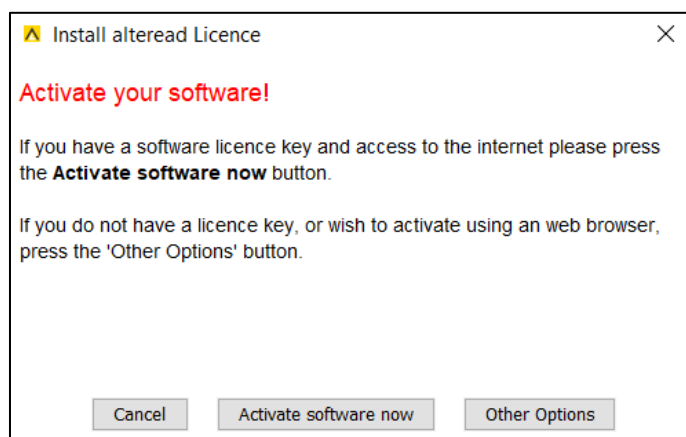 Install alteread Licence
Activate your software!
If you have a software licence key and access to the internet please press
the Activate software now button.
If you do not have a licence key, or wish to activate using an web browser,
press the 'Other Options' button.
Cancel Activate software now Other Options